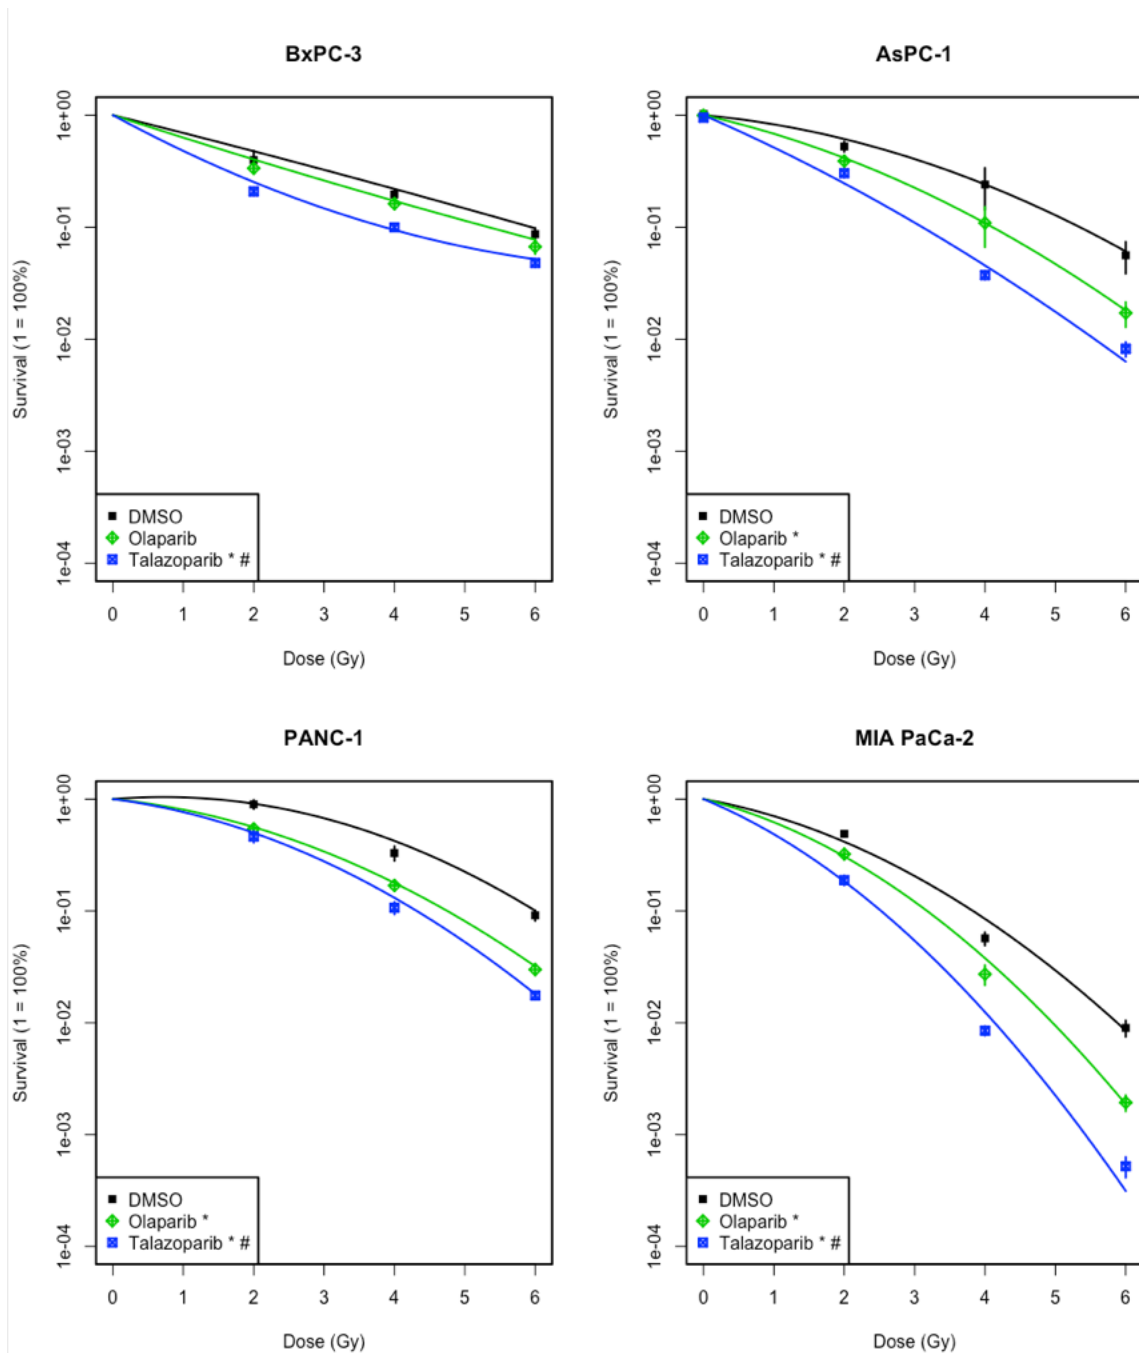 BxPC-3
1e+00
1e-01
1e-02
1e-03
1e-04
Survival (1 = 100%)
DMSO
Olaparib
Talazoparib * #
0 1 2 3 4 5 6
Dose (Gy)
AsPC-1
1e+00
1e-01
1e-02
1e-03
1e-04
Survival (1 = 100%)
DMSO
Olaparib *
Talazoparib * #
0 1 2 3 4 5 6
Dose (Gy)
PANC-1
1e+00
1e-01
1e-02
1e-03
1e-04
Survival (1 = 100%)
DMSO
Olaparib *
Talazoparib * #
0 1 2 3 4 5 6
Dose (Gy)
MIA PaCa-2
1e+00
1e-01
1e-02
1e-03
1e-04
Survival (1 = 100%)
DMSO
Olaparib *
Talazoparib * #
0 1 2 3 4 5 6
Dose (Gy)